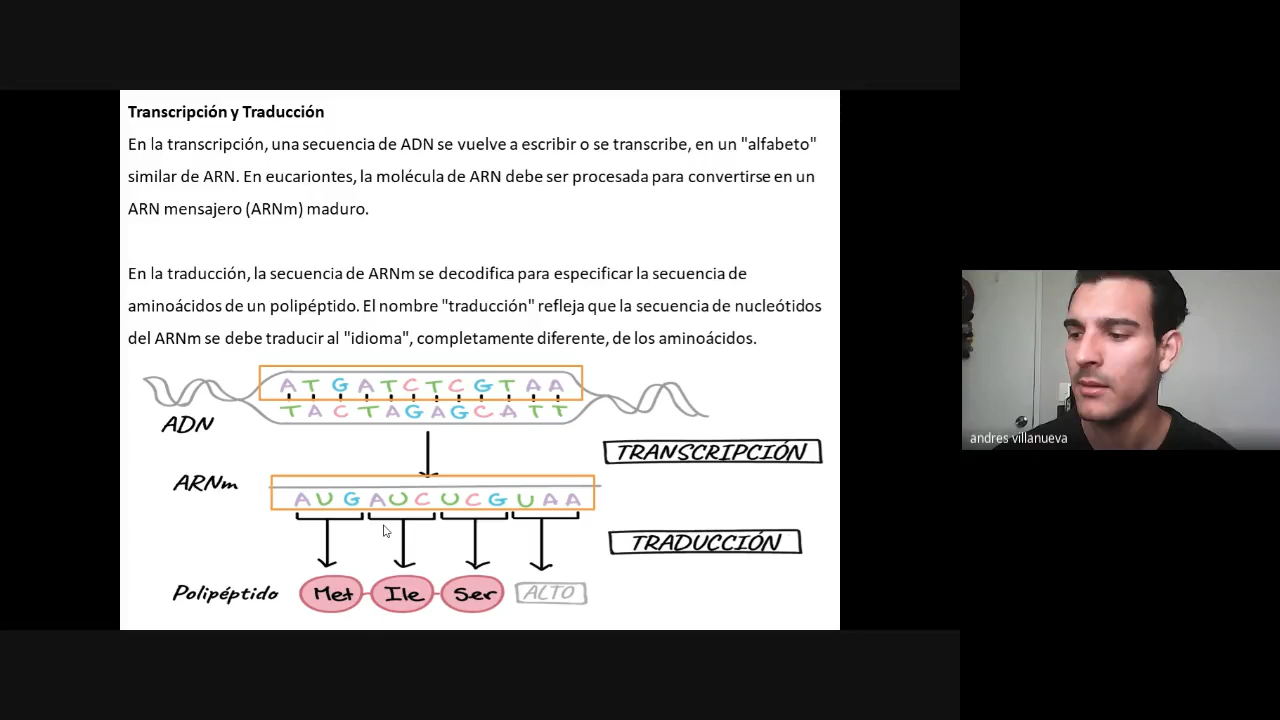 Transcripción y Traducción
En la transcripción, una secuencia de ADN se vuelve a escribir o se transcribe, en un "alfabeto"
similar de ARN. En eucariontes, la molécula de ARN debe ser procesada para convertirse en un
ARN mensajero (ARNm) maduro.
En la traducción, la secuencia de ARNm se decodifica para especificar la secuencia de
aminoácidos de un polipéptido. El nombre "traducción" refleja que la secuencia de nucleótidos
del ARNm se debe traducir al "idioma", completamente diferente, de los aminoácidos.
A T G A T C T C G T A A
T A C T A G A G C A T T
ADN
TRANSCRIPCIÓN
ARNm
A U G A U C U C G U A A
TRADUCCIÓN
Polipéptido Met Ile Ser ALTO
andres villanueva